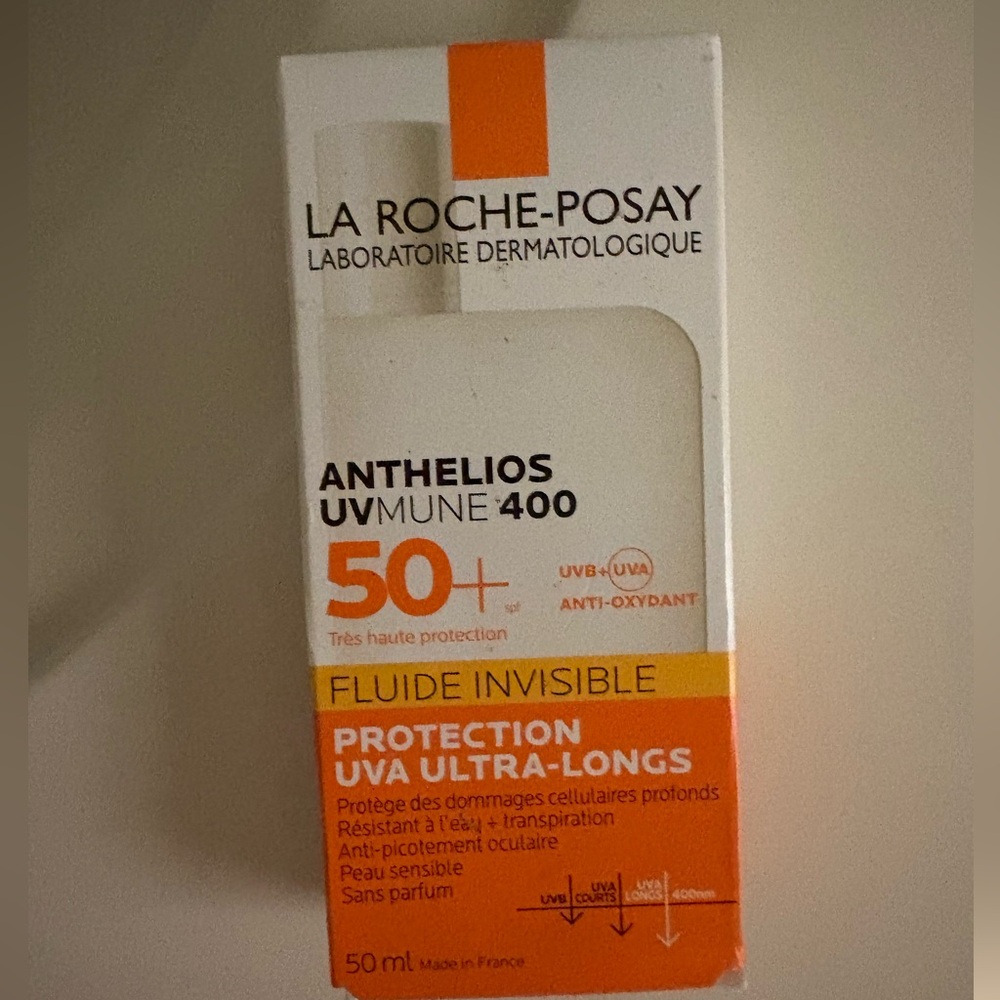 LA ROCHE-POSAY
LABORATOIRE DERMATOLOGIQUE
ANTHELIOS
UVMUNE 400
50+ spf
UVB+UVA
ANTI-OXYDANT
Très haute protection
FLUIDE INVISIBLE
PROTECTION
UVA ULTRA-LONGS
Protège des dommages cellulaires profonds
Résistant à l'eau + transpiration
Anti-picotement oculaire
Peau sensible
Sans parfum
UVB
UVA COURTS
UVA LONGS
400nm
50 ml Made in France